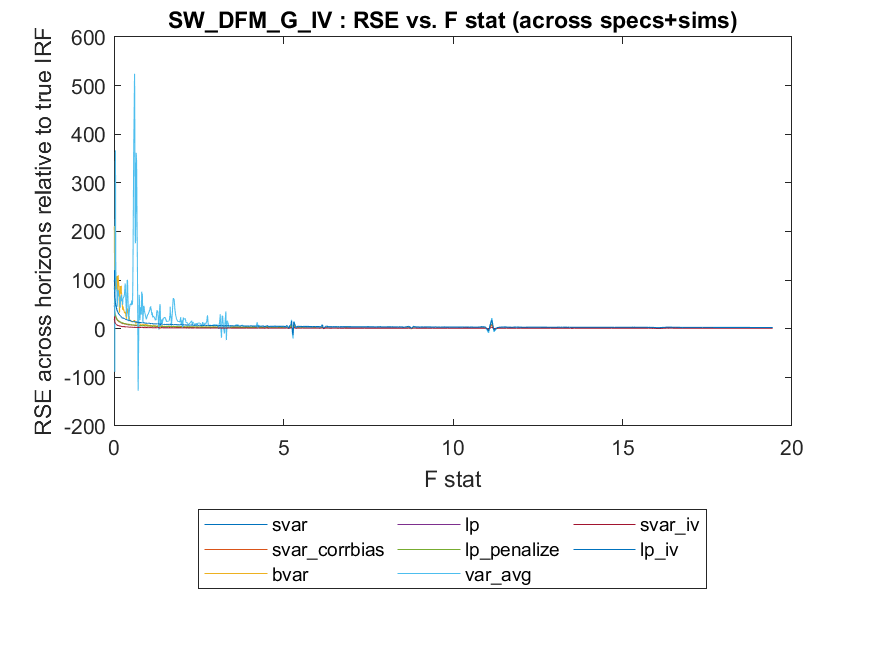 SW_DFM_G_IV : RSE vs. F stat (across specs+sims)
RSE across horizons relative to true IRF
600
500
400
300
200
100
0
-100
-200
0 5 10 15 20
F stat
svar lp svar_iv
svar_corrbias lp_penalize lp_iv
bvar var_avg